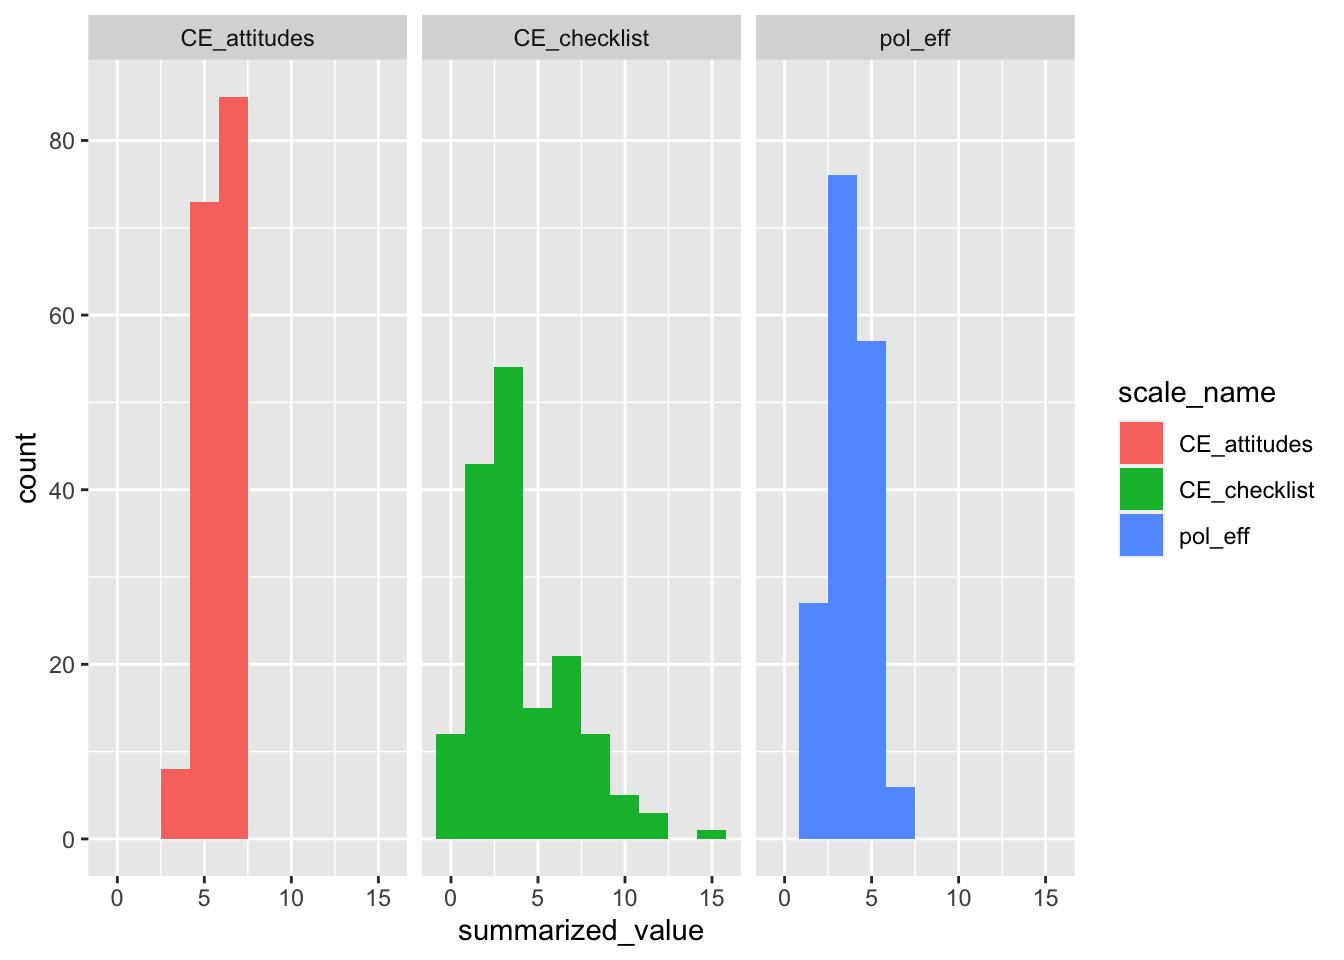 CE_attitudes CE_checklist pol_eff
80
60
40
20
0
count
0 5 10 15 0 5 10 15 0 5 10 15
summarized_value
scale_name
CE_attitudes
CE_checklist
pol_eff